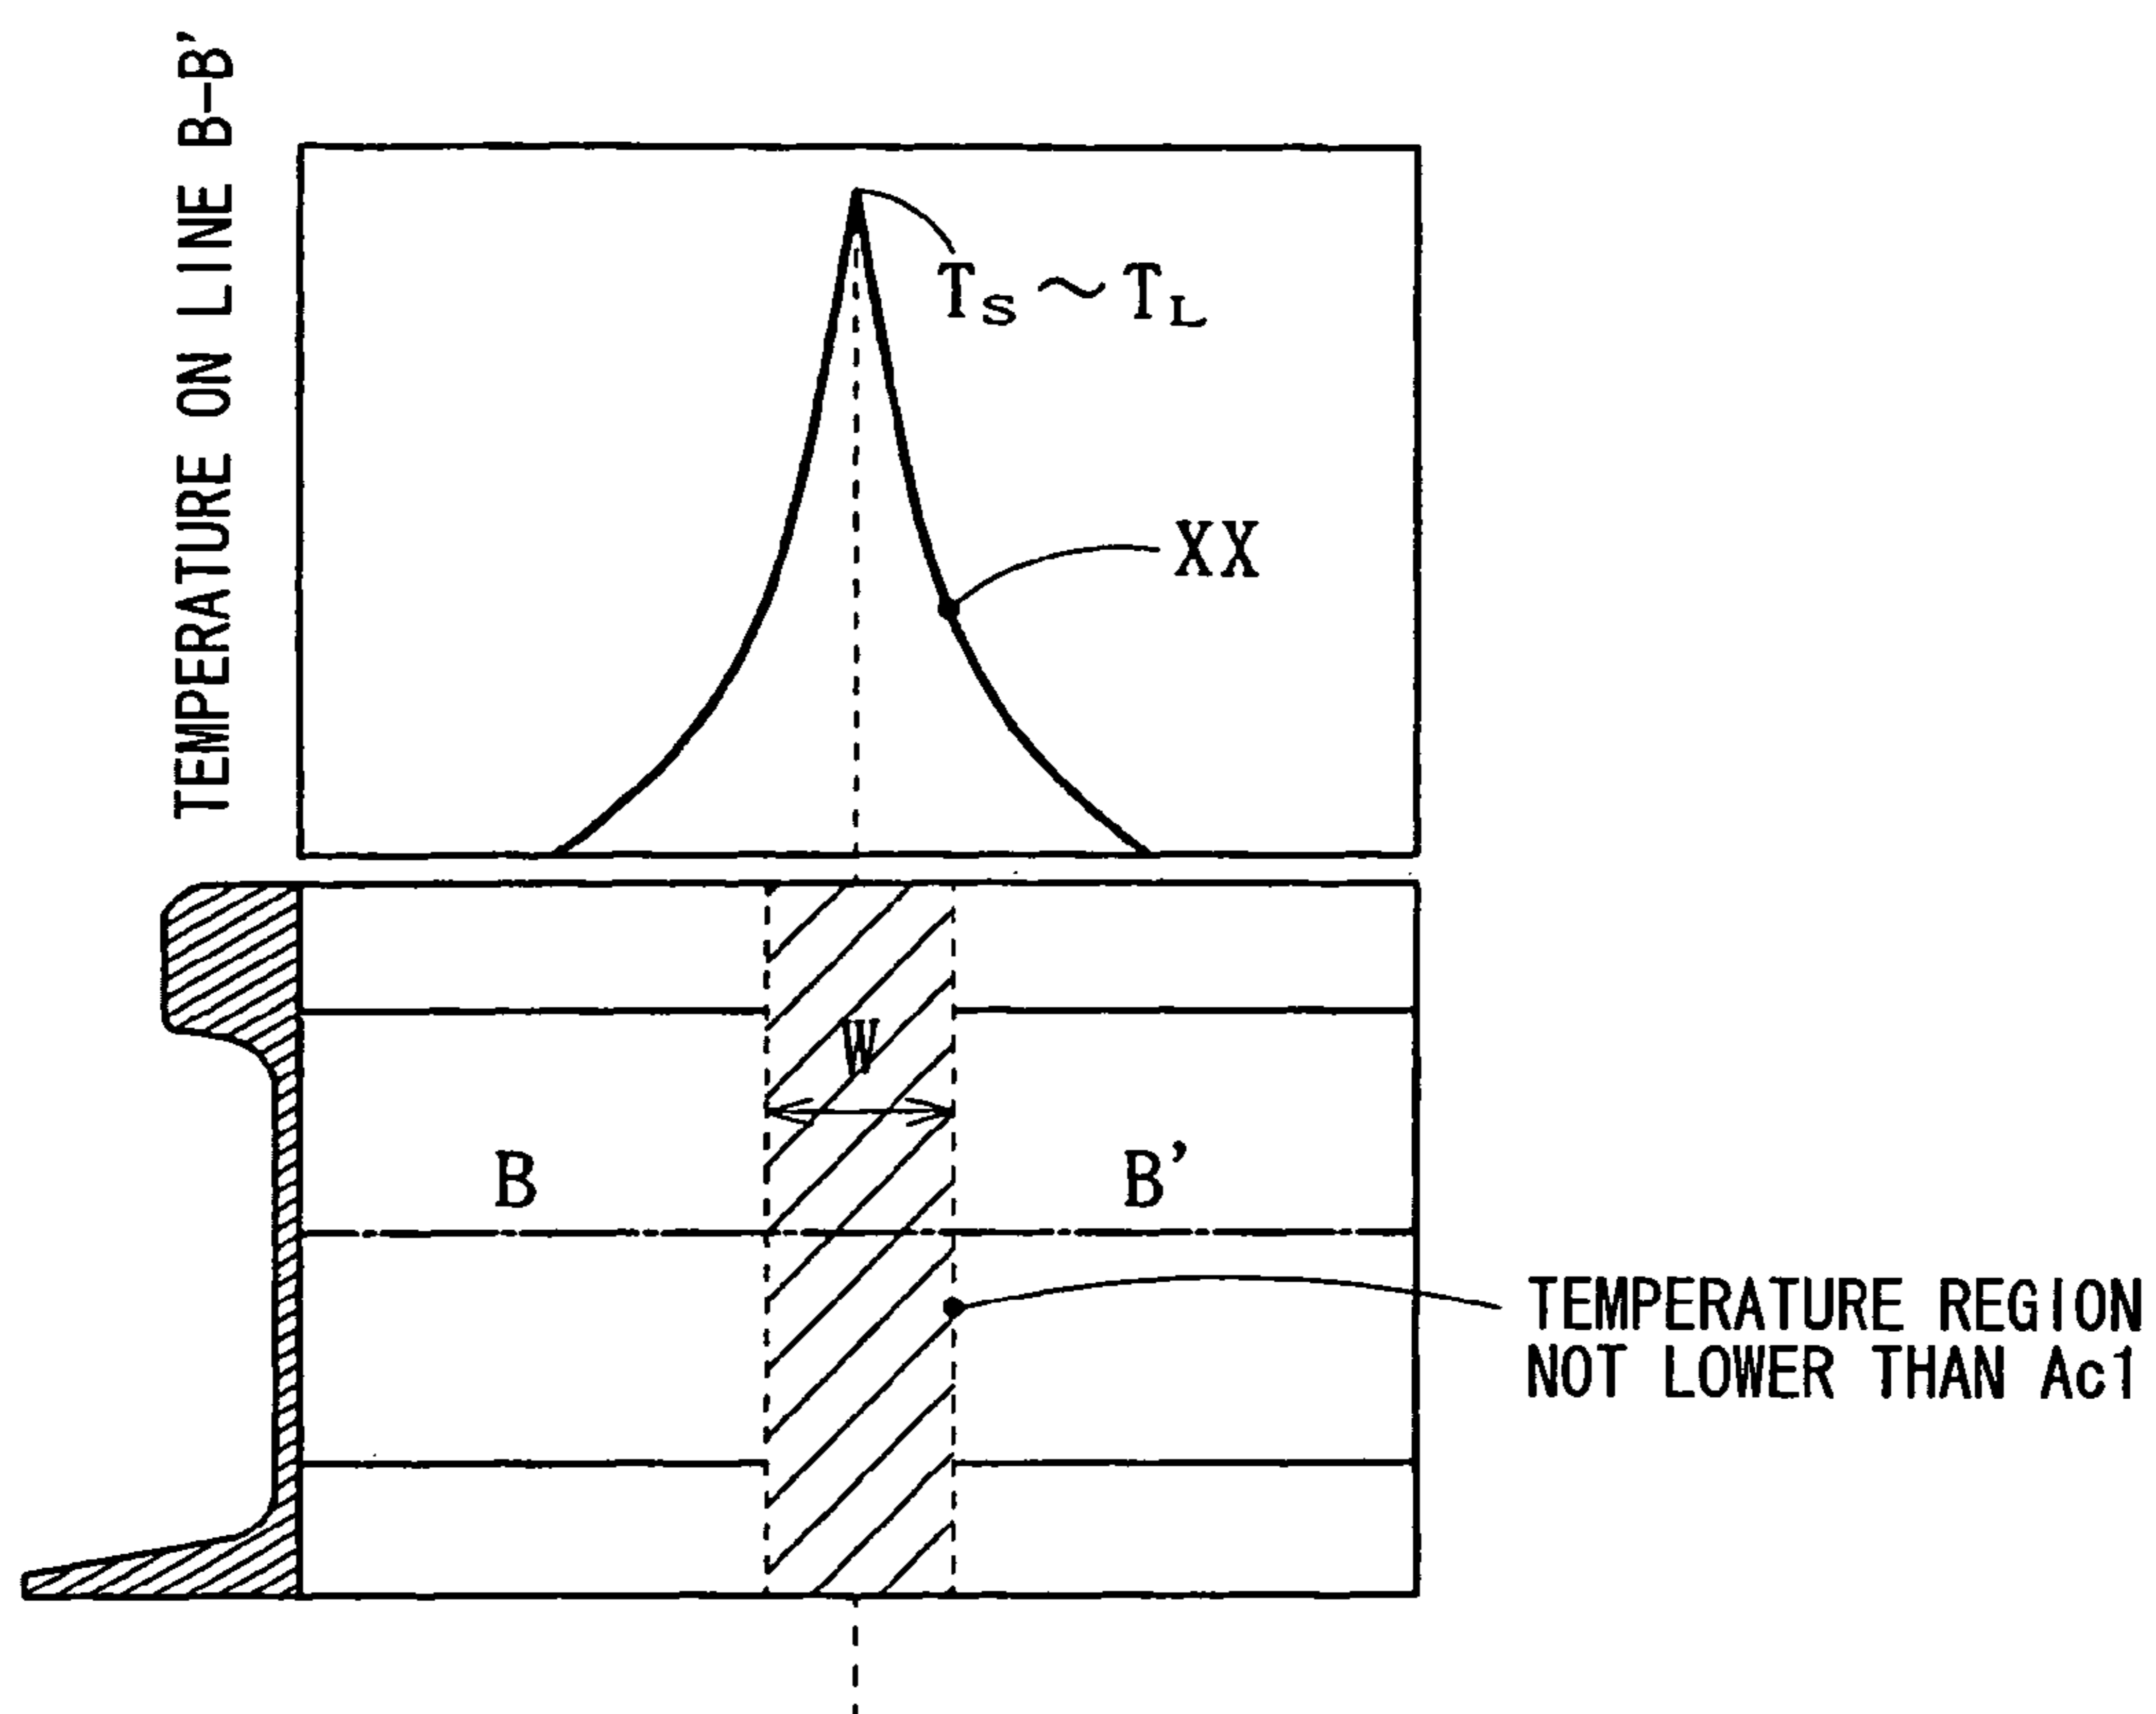 TEMPERATURE ON LINE B-B'
TS ~ TL
XX
W
B
B'
TEMPERATURE REGION
NOT LOWER THAN Ac1